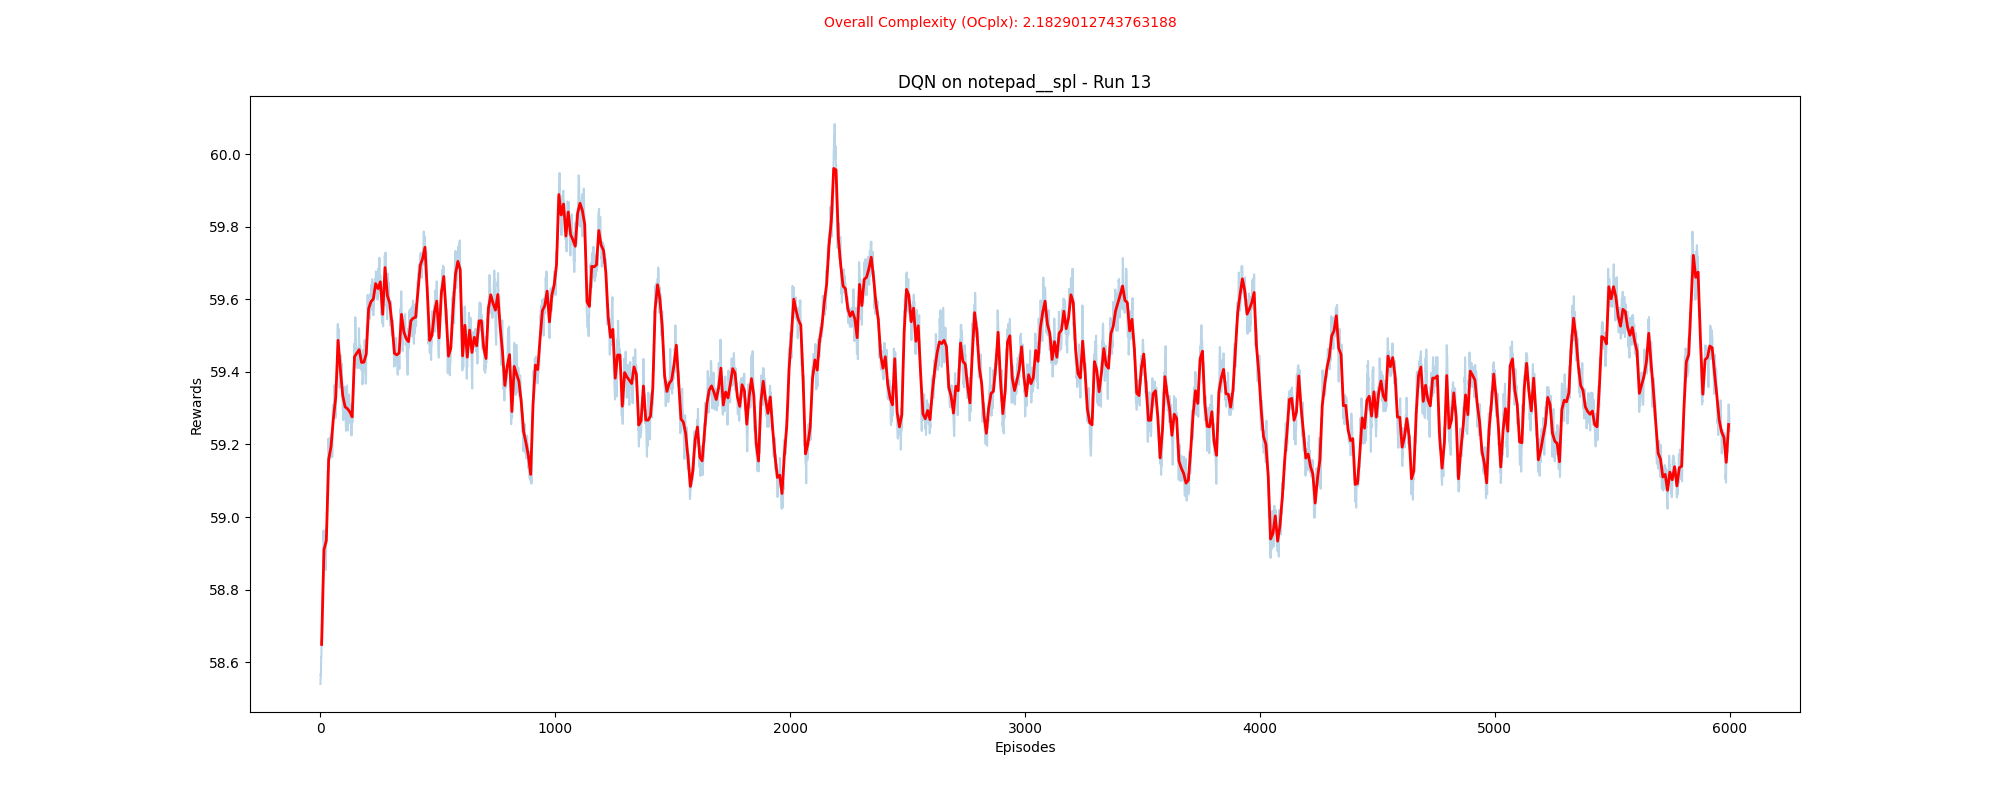 Overall Complexity (OCplx): 2.1829012743763188
DQN on notepad__spl - Run 13
Rewards
60.0
59.8
59.6
59.4
59.2
59.0
58.8
58.6
0 1000 2000 3000 4000 5000 6000
Episodes